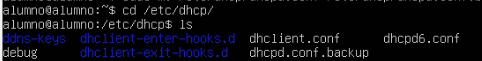 alumno@alumno:~$ cd /etc/dhcp/
alumno@alumno:/etc/dhcp$ ls
ddns-keys dhclient-enter-hooks.d dhclient.conf dhcpd6.conf
debug dhclient-exit-hooks.d dhcpd.conf.backup